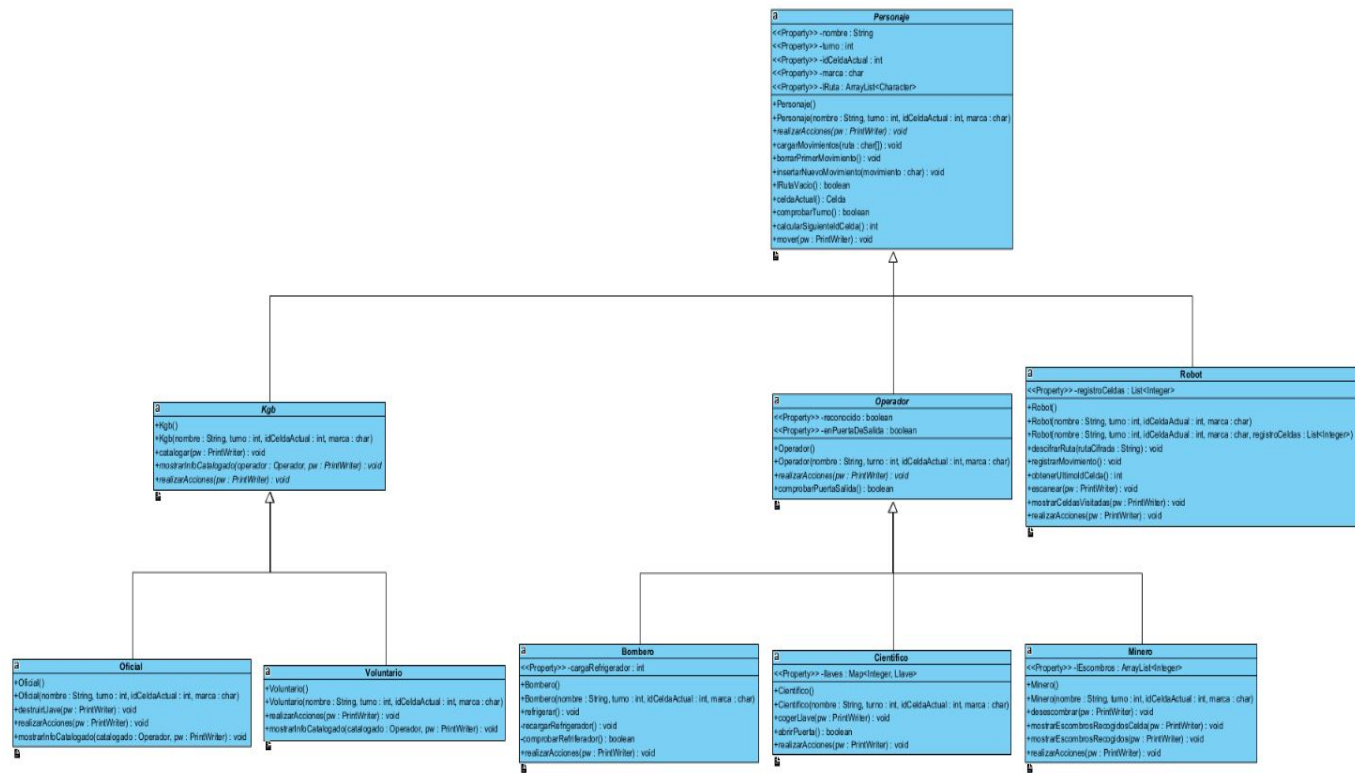 Personaje
<<Property>> -nombre : String
<<Property>> -turno : int
<<Property>> -idCeldaActual : int
<<Property>> -marca : char
<<Property>> -lRuta : ArrayList<Character>
+Personaje()
+Personaje(nombre : String, turno : int, idCeldaActual : int, marca : char)
+realizarAcciones(pw : PrintWriter) : void
+cargarMovimientos(ruta : char[]) : void
+borrarPrimerMovimiento() : void
+insertarNuevoMovimiento(movimiento : char) : void
+lRutaVacio() : boolean
+celdaActual() : Celda
+comprobarTurno() : boolean
+calcularSiguienteIdCelda() : int
+mover(pw : PrintWriter) : void
Kgb
+Kgb()
+Kgb(nombre : String, turno : int, idCeldaActual : int, marca : char)
+catalogar(pw : PrintWriter) : void
+mostrarInfoCatalogado(operador : Operador, pw : PrintWriter) : void
+realizarAcciones(pw : PrintWriter) : void
Operador
<<Property>> -reconocido : boolean
<<Property>> -enPuertaDeSalida : boolean
+Operador()
+Operador(nombre : String, turno : int, idCeldaActual : int, marca : char)
+realizarAcciones(pw : PrintWriter) : void
+comprobarPuertaSalida() : boolean
Robot
<<Property>> -registroCeldas : List<Integer>
+Robot()
+Robot(nombre : String, turno : int, idCeldaActual : int, marca : char)
+Robot(nombre : String, turno : int, idCeldaActual : int, marca : char, registroCeldas : List<Integer>)
+descifrarRuta(rutaCifrada : String) : void
+registrarMovimiento() : void
+obtenerUltimoIdCelda() : int
+escanear(pw : PrintWriter) : void
+mostrarCeldasVisitadas(pw : PrintWriter) : void
+realizarAcciones(pw : PrintWriter) : void
Oficial
+Oficial()
+Oficial(nombre : String, turno : int, idCeldaActual : int, marca : char)
+destruirLlave(pw : PrintWriter) : void
+realizarAcciones(pw : PrintWriter) : void
+mostrarInfoCatalogado(catalogado : Operador, pw : PrintWriter) : void
Voluntario
+Voluntario()
+Voluntario(nombre : String, turno : int, idCeldaActual : int, marca : char)
+realizarAcciones(pw : PrintWriter) : void
+mostrarInfoCatalogado(catalogado : Operador, pw : PrintWriter) : void
Bombero
<<Property>> -cargaRefrigerador : int
+Bombero()
+Bombero(nombre : String, turno : int, idCeldaActual : int, marca : char)
+refrigerar() : void
-recargarRefrigerador() : void
-comprobarRefriferador() : boolean
+realizarAcciones(pw : PrintWriter) : void
Cientifico
<<Property>> -llaves : Map<Integer, Llave>
+Cientifico()
+Cientifico(nombre : String, turno : int, idCeldaActual : int, marca : char)
+cogerLlave(pw : PrintWriter) : void
+abrirPuerta() : boolean
+realizarAcciones(pw : PrintWriter) : void
Minero
<<Property>> -lEscombros : ArrayList<Integer>
+Minero()
+Minero(nombre : String, turno : int, idCeldaActual : int, marca : char)
+desescombrar(pw : PrintWriter) : void
+mostrarEscombrosRecogidosCelda(pw : PrintWriter) : void
+mostrarEscombrosRecogidos(pw : PrintWriter) : void
+realizarAcciones(pw : PrintWriter) : void